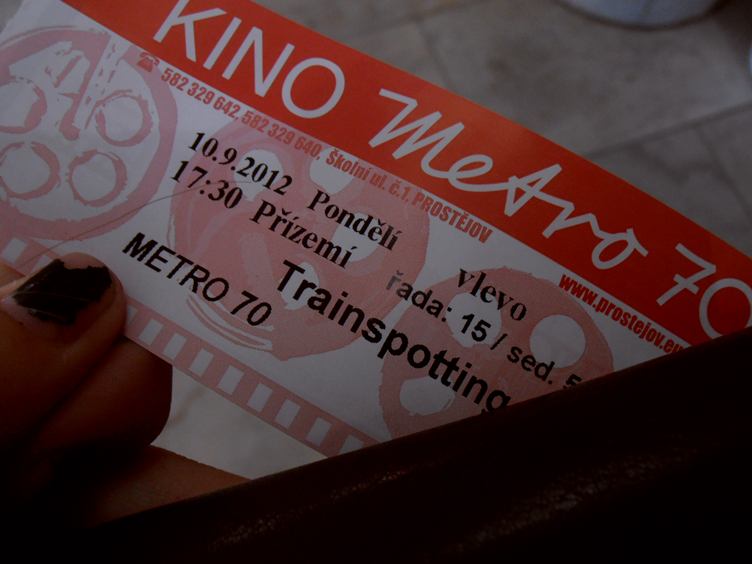 KINO Metro 70
☎ 582 329 642, 582 329 640, Školní ul. č.1, PROSTĚJOV
www.prostejov.eu
10.9.2012 Pondělí vlevo
17:30 Přízemí řada: 15 / sed. 5
METRO 70 Trainspotting